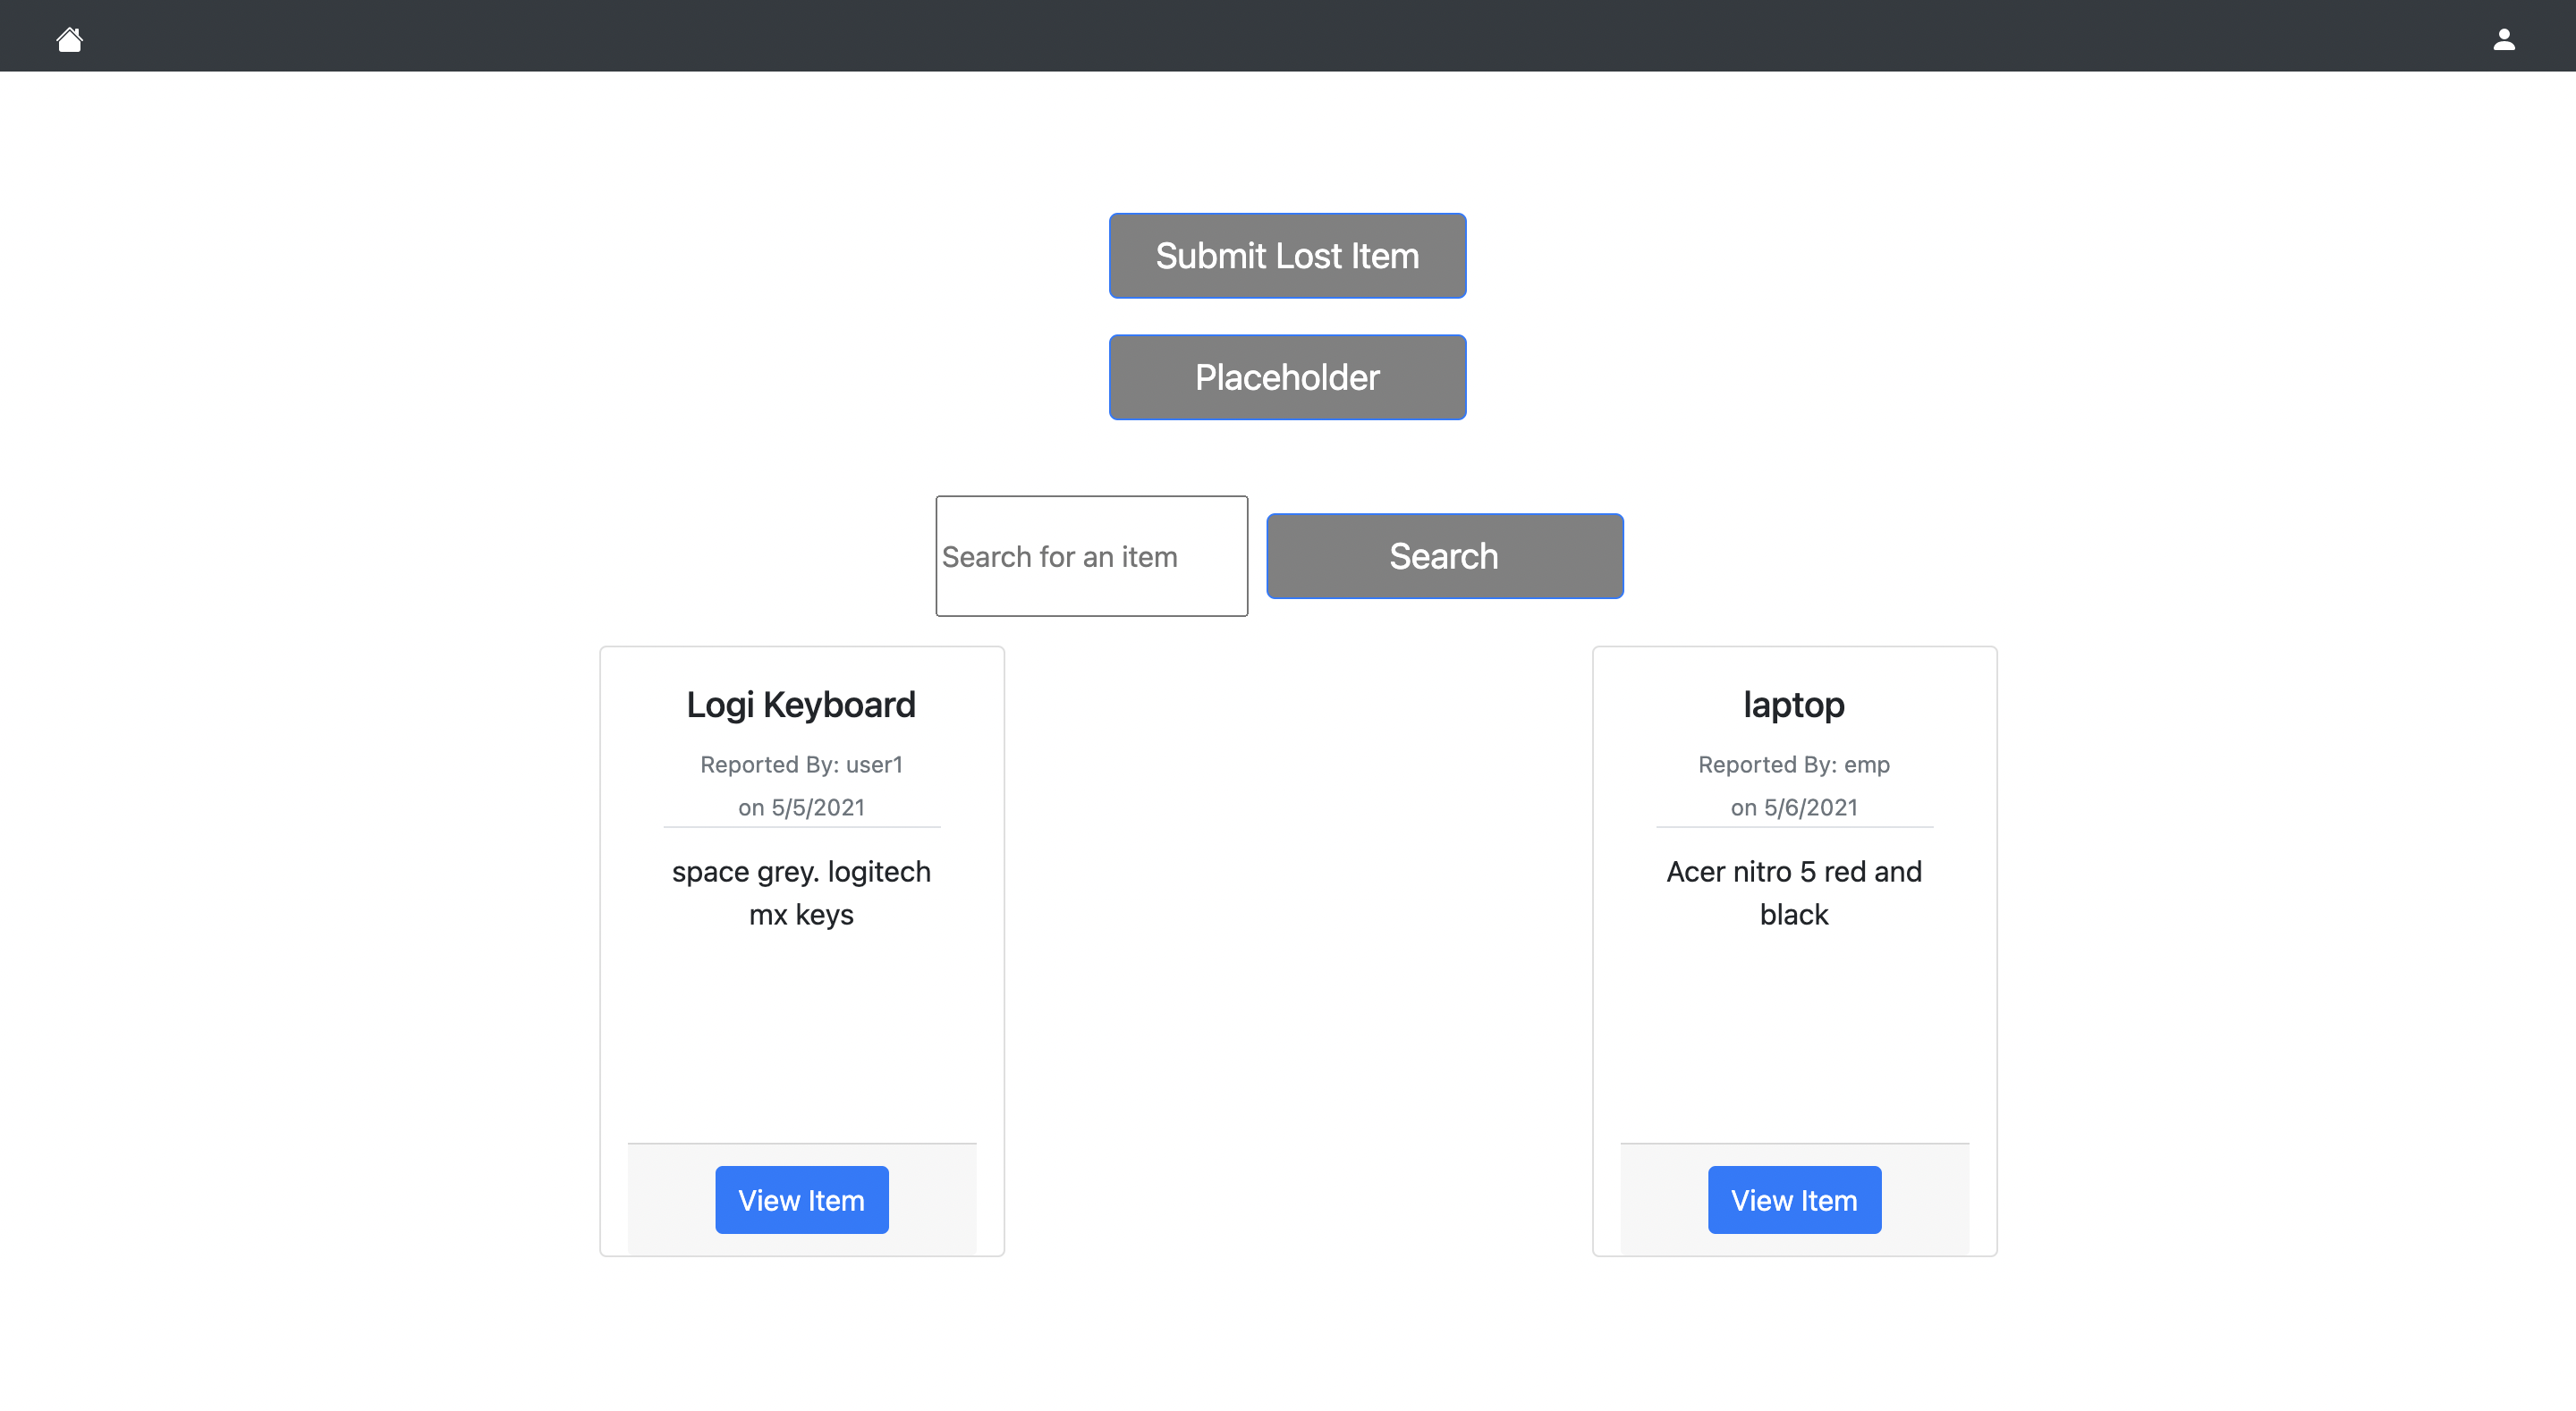 Submit Lost Item
Placeholder
Search for an item
Search
Logi Keyboard
Reported By: user1
on 5/5/2021
space grey. logitech
mx keys
View Item
laptop
Reported By: emp
on 5/6/2021
Acer nitro 5 red and
black
View Item